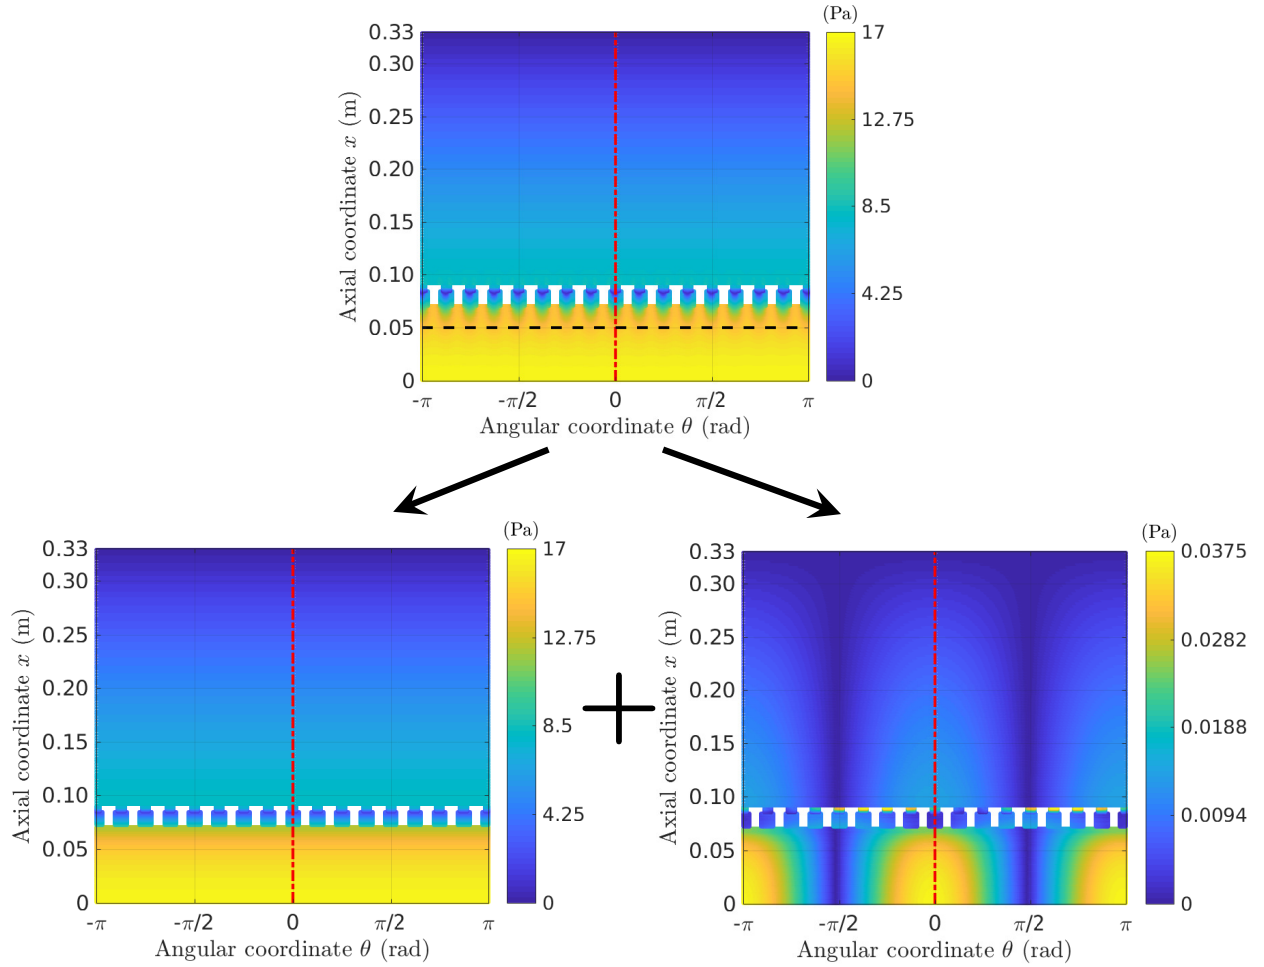 (Pa)
0.33
0.30
0.25
0.20
0.15
0.10
0.05
0
Axial coordinate x (m)
-π
-π/2
0
π/2
π
Angular coordinate θ (rad)
17
12.75
8.5
4.25
0
(Pa)
0.33
0.30
0.25
0.20
0.15
0.10
0.05
0
Axial coordinate x (m)
-π
-π/2
0
π/2
π
Angular coordinate θ (rad)
17
12.75
8.5
4.25
0
+
(Pa)
0.33
0.30
0.25
0.20
0.15
0.10
0.05
0
Axial coordinate x (m)
-π
-π/2
0
π/2
π
Angular coordinate θ (rad)
0.0375
0.0282
0.0188
0.0094
0